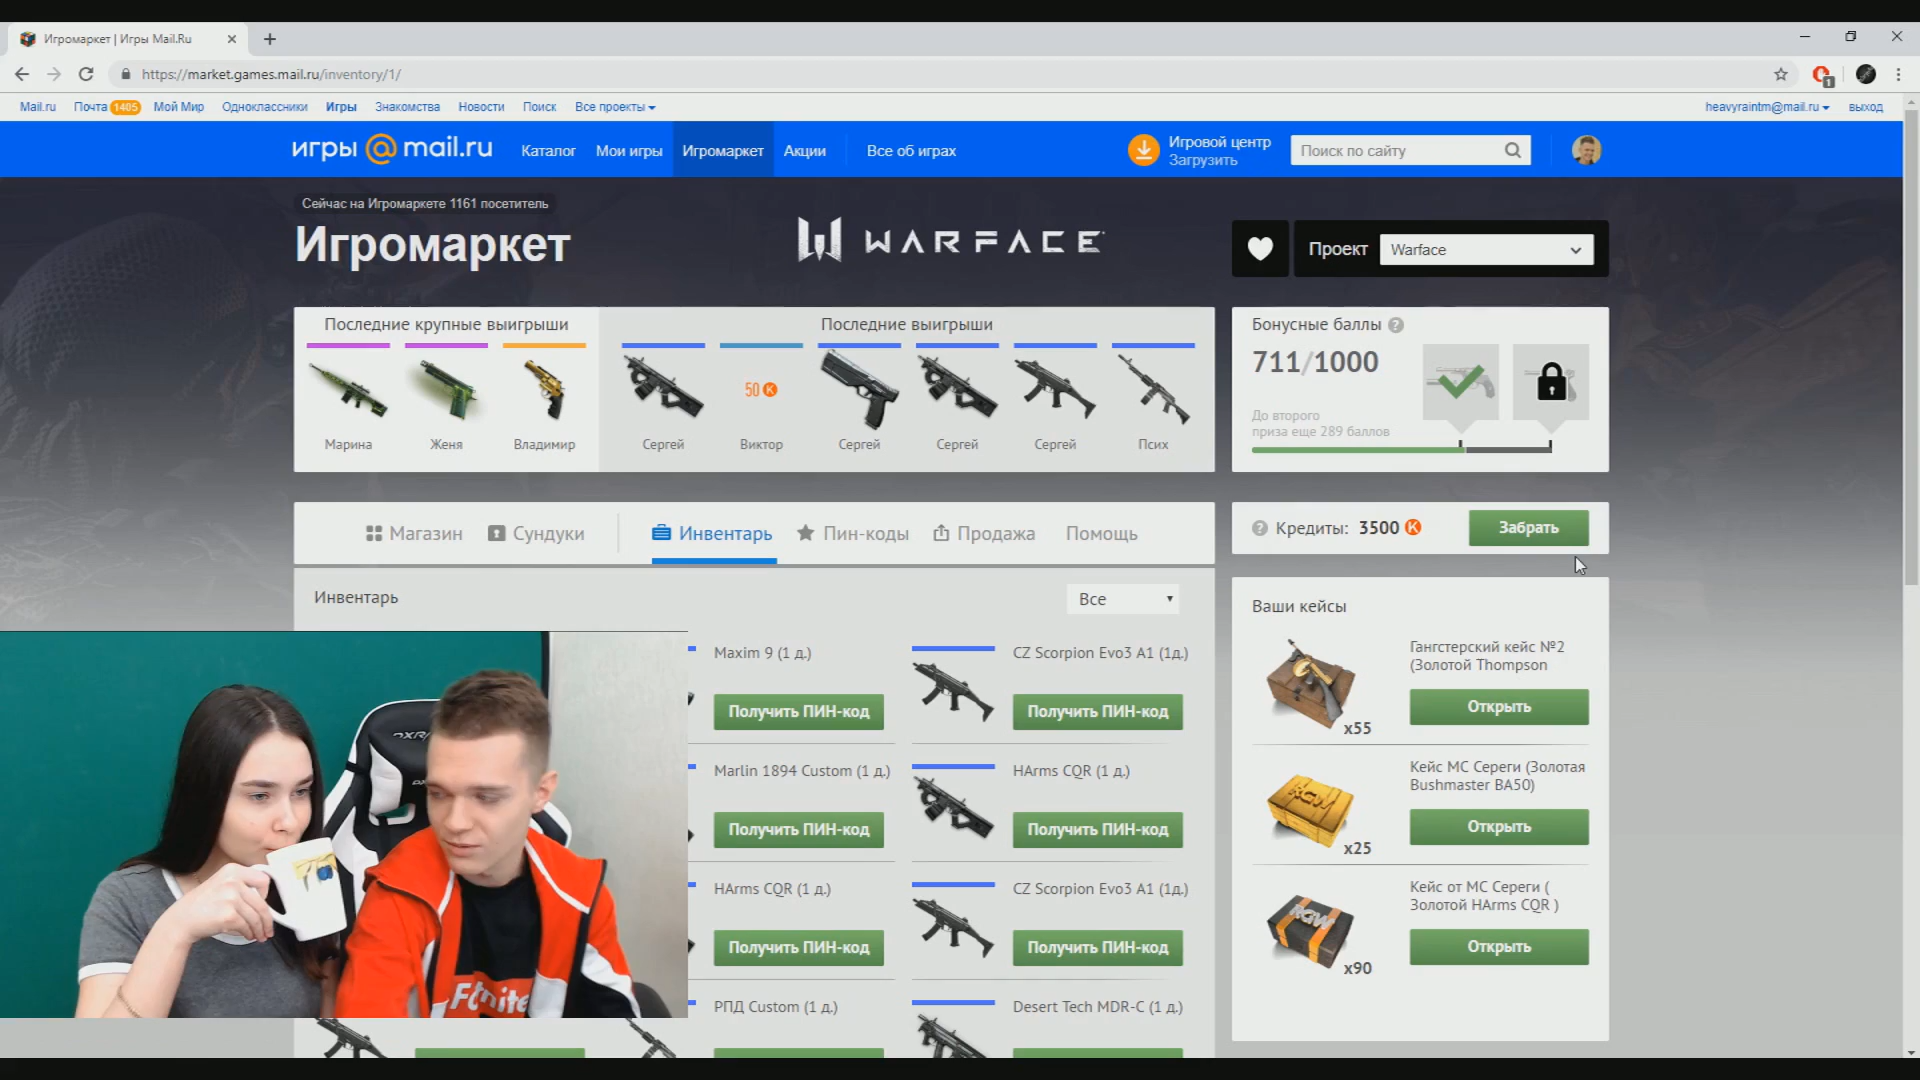 Игромаркет | Игры Mail.Ru
https://market.games.mail.ru/inventory/1/
1
Mail.ru Почта 1405 Мой Мир Одноклассники Игры Знакомства Новости Поиск Все проекты
heavyraintm@mail.ru выход
игры @ mail.ru Каталог Мои игры Игромаркет Акции Все об играх
Игровой центр
Загрузить
Поиск по сайту
Сейчас на Игромаркете 1161 посетитель
Игромаркет
WARFACE
Проект Warface
Последние крупные выигрыши
Марина Женя Владимир
Последние выигрыши
50 K
Сергей Виктор Сергей Сергей Сергей Псих
Бонусные баллы ?
711/1000
До второго
приза еще 289 баллов
Магазин Сундуки Инвентарь Пин-коды Продажа Помощь
? Кредиты: 3500 K Забрать
Инвентарь Все
Maxim 9 (1 д.)
Получить ПИН-код
CZ Scorpion Evo3 A1 (1д.)
Получить ПИН-код
Marlin 1894 Custom (1 д.)
Получить ПИН-код
HArms CQR (1 д.)
Получить ПИН-код
HArms CQR (1 д.)
Получить ПИН-код
CZ Scorpion Evo3 A1 (1д.)
Получить ПИН-код
РПД Custom (1 д.)
Desert Tech MDR-C (1 д.)
Ваши кейсы
Гангстерский кейс №2
(Золотой Thompson
x55
Открыть
Кейс МС Сереги (Золотая
Bushmaster BA50)
RGW
x25
Открыть
Кейс от МС Сереги (
Золотой HArms CQR )
RGW
x90
Открыть
DXR
Fortnite